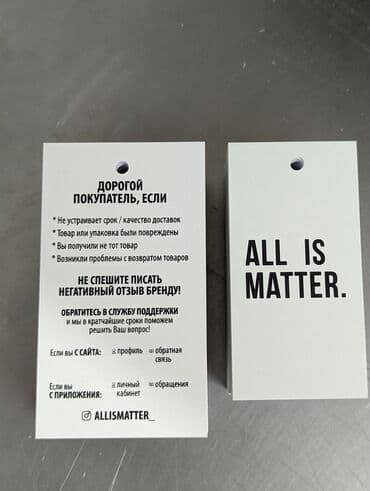 ДОРОГОЙ
ПОКУПАТЕЛЬ, ЕСЛИ
* Не устраивает срок / качество доставок
* Товар или упаковка были повреждены
* Вы получили не тот товар
* Возникли проблемы с возвратом товаров
НЕ СПЕШИТЕ ПИСАТЬ
НЕГАТИВНЫЙ ОТЗЫВ БРЕНДУ!
ОБРАТИТЕСЬ В СЛУЖБУ ПОДДЕРЖКИ
и мы в кратчайшие сроки поможем
решить Ваш вопрос!
Если вы С САЙТА: профиль обратная
связь
Если вы личный обращения
С ПРИЛОЖЕНИЯ: кабинет
ALLISMATTER_
ALL IS
MATTER.